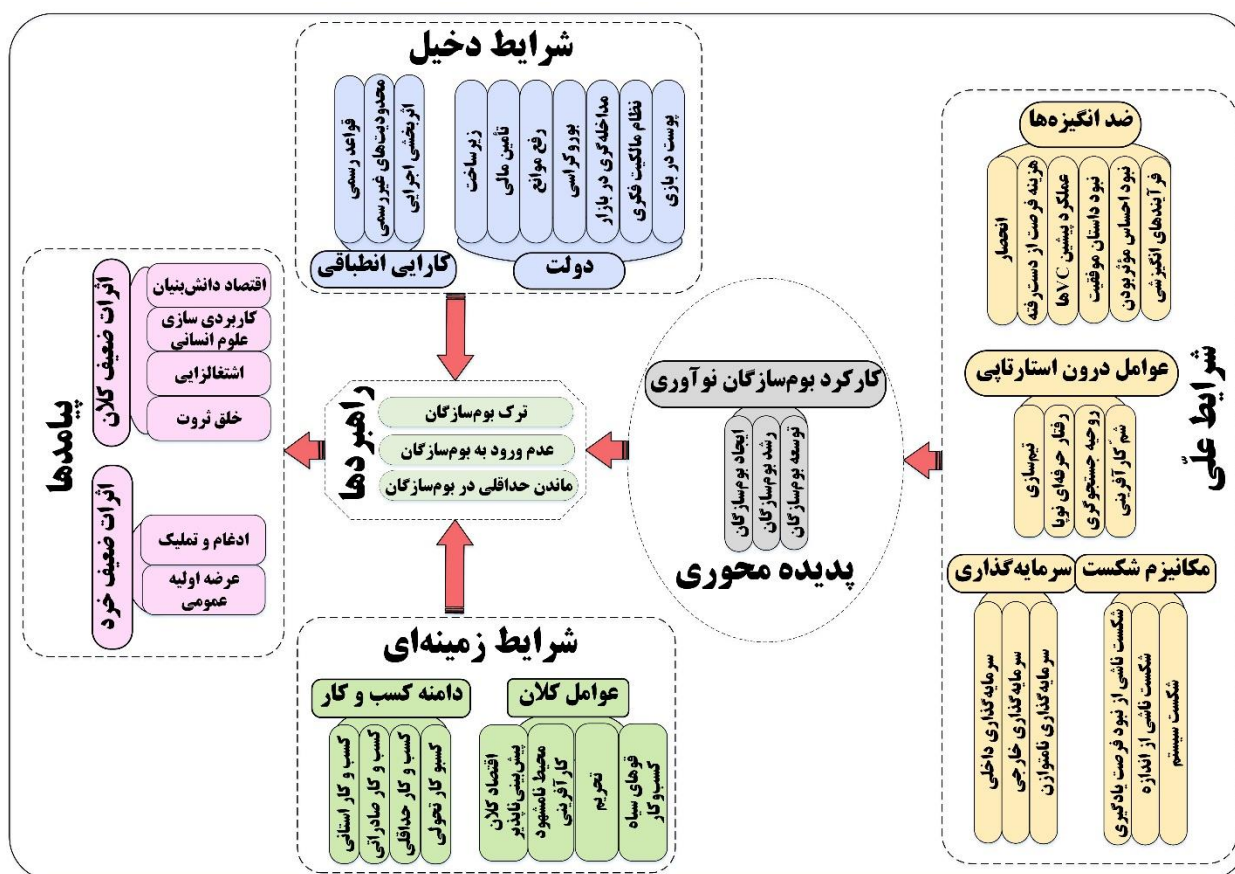 شرایط علّی
ضد انگیزه‌ها
انحصار
هزینه فرصت از دست‌رفته
عملکرد پیشین VCها
نبود داستان موفقیت
نبود احساس مؤثربودن
فرآیندهای انگیزشی
عوامل درون استارتاپی
تیم‌سازی
رفتار حرفه‌ای نوپا
روحیه جستجوگری
شمّ کارآفرینی
مکانیزم شکست
شکست ناشی از نبود فرصت یادگیری
شکست ناشی از اندازه
شکست سیستم
سرمایه‌گذاری
سرمایه‌گذاری داخلی
سرمایه‌گذاری خارجی
سرمایه‌گذاری نامتوازن
کارکرد بوم‌سازگان نوآوری
ایجاد بوم‌سازگان
رشد بوم‌سازگان
توسعه بوم‌سازگان
پدیده محوری
شرایط دخیل
زیرساخت
تأمین مالی
رفع موانع
بوروکراسی
مداخله‌گری در بازار
نظام مالکیت فکری
پوست در بازی
دولت
قواعد رسمی
محدودیت‌های غیررسمی
اثربخشی اجرایی
کارایی انطباقی
راهبردها
ترک بوم‌سازگان
عدم ورود به بوم‌سازگان
ماندن حداقلی در بوم‌سازگان
شرایط زمینه‌ای
عوامل کلان
اقتصاد کلان
پیش‌بینی‌ناپذیر
محیط نامشهود
کارآفرینی
تحریم
قوهای سیاه
کسب‌وکار
دامنه کسب و کار
کسب و کار استانی
کسب و کار صادراتی
کسب و کار حداقلی
کسبو کار تحولی
پیامدها
اثرات ضعیف کلان
اقتصاد دانش‌بنیان
کاربردی سازی
علوم انسانی
اشتغالزایی
خلق ثروت
اثرات ضعیف خرد
ادغام و تملیک
عرضه اولیه
عمومی